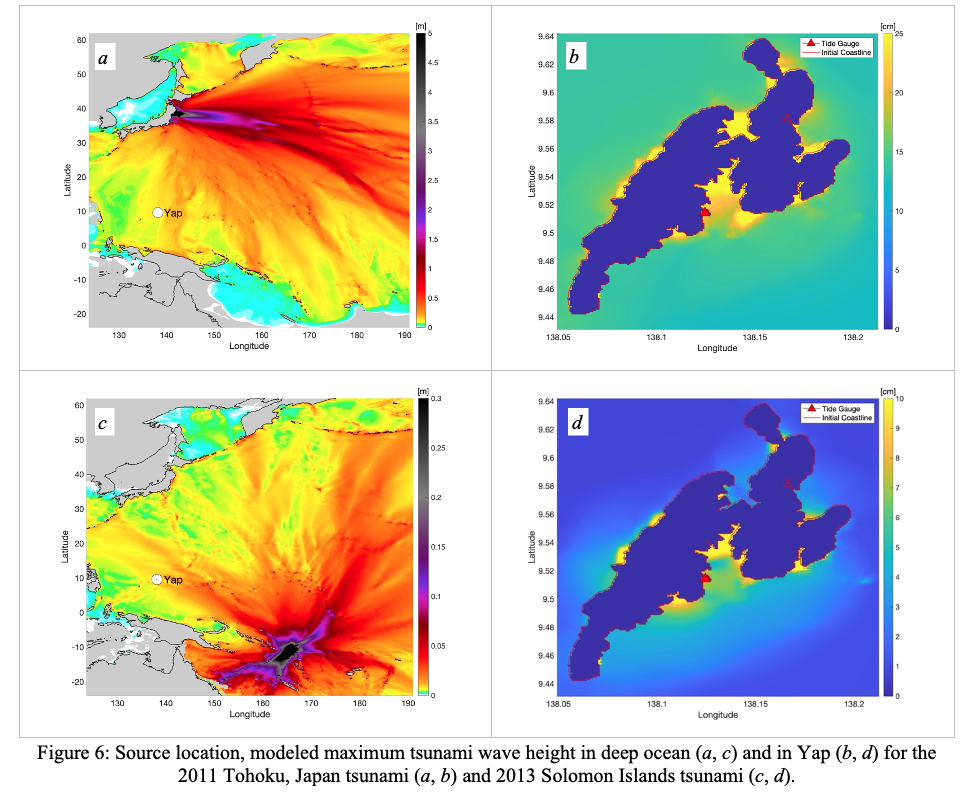 a
[m]
5
4.5
4
3.5
3
2.5
2
1.5
1
0.5
0
60
50
40
30
20
10
0
-10
-20
Latitude
Yap
130 140 150 160 170 180 190
Longitude
b
[cm]
25
20
15
10
5
0
Tide Gauge
Initial Coastline
9.64
9.62
9.6
9.58
9.56
9.54
9.52
9.5
9.48
9.46
9.44
Latitude
138.05 138.1 138.15 138.2
Longitude
c
[m]
0.3
0.25
0.2
0.15
0.1
0.05
0
60
50
40
30
20
10
0
-10
-20
Latitude
Yap
130 140 150 160 170 180 190
Longitude
d
[cm]
10
9
8
7
6
5
4
3
2
1
0
Tide Gauge
Initial Coastline
9.64
9.62
9.6
9.58
9.56
9.54
9.52
9.5
9.48
9.46
9.44
Latitude
138.05 138.1 138.15 138.2
Longitude
Figure 6: Source location, modeled maximum tsunami wave height in deep ocean (a, c) and in Yap (b, d) for the
2011 Tohoku, Japan tsunami (a, b) and 2013 Solomon Islands tsunami (c, d).